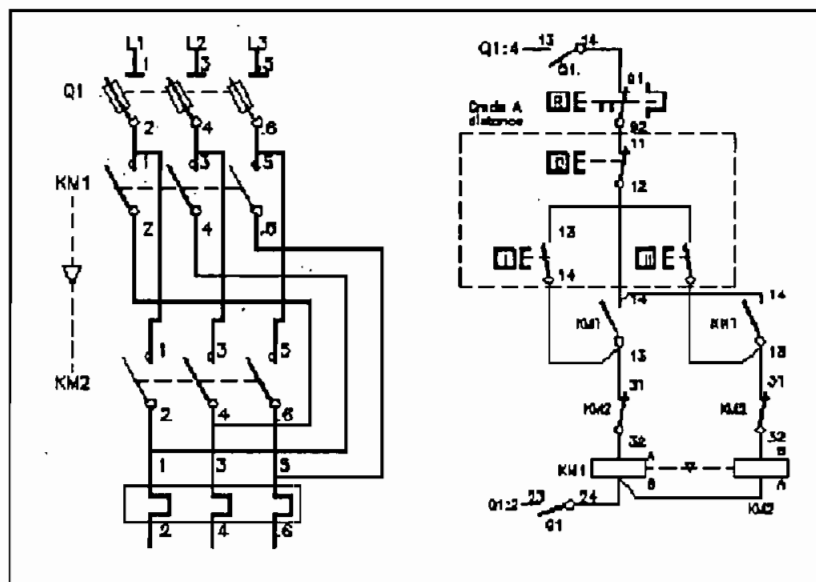 L1 L2 L3
1 3 5
Q1
2 4 6
1 3 5
KM1
2 4 6
1 3 5
KM2
2 4 6
1 3 5
2 4 6
Q1:4 13 14
Q1.
91
R
92
11
12
13
14
14 14
KM1 KM1
13 13
31 31
KM2
32 32
A B
KM1
B A
KM2
Q1:2 23 24
Q1
distance